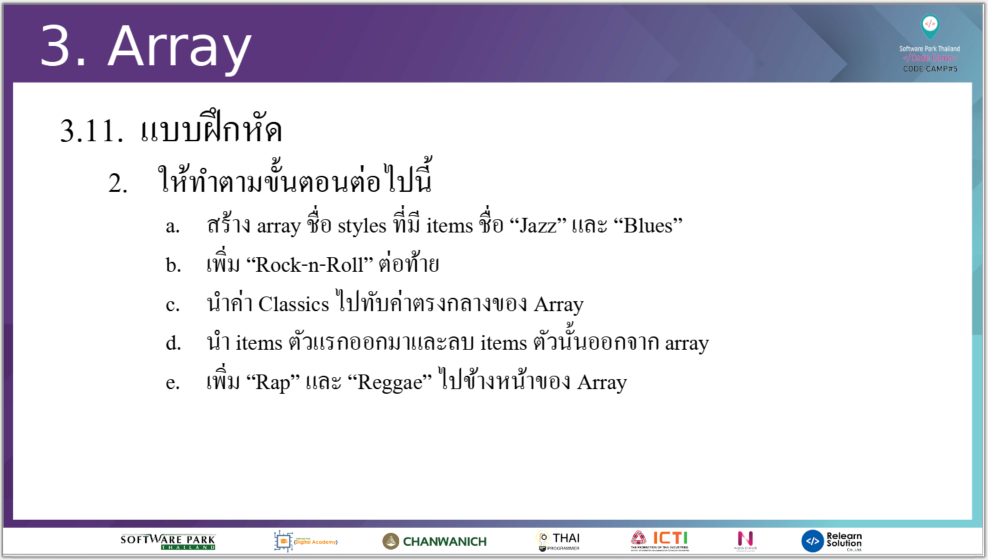 3. Array
Software Park Thailand
CODE CAMP#5
3.11. แบบฝึกหัด
2. ให้ทำตามขั้นตอนต่อไปนี้
a. สร้าง array ชื่อ styles ที่มี items ชื่อ “Jazz” และ “Blues”
b. เพิ่ม “Rock-n-Roll” ต่อท้าย
c. นำค่า Classics ไปทับค่าตรงกลางของ Array
d. นำ items ตัวแรกออกมาและลบ items ตัวนั้นออกจาก array
e. เพิ่ม “Rap” และ “Reggae” ไปข้างหน้าของ Array
SOFTWARE PARK
THAILAND
Digital Academy
CHANWANICH
THAI
PROGRAMMER
ICTI
Relearn
Solution
Co., Ltd.